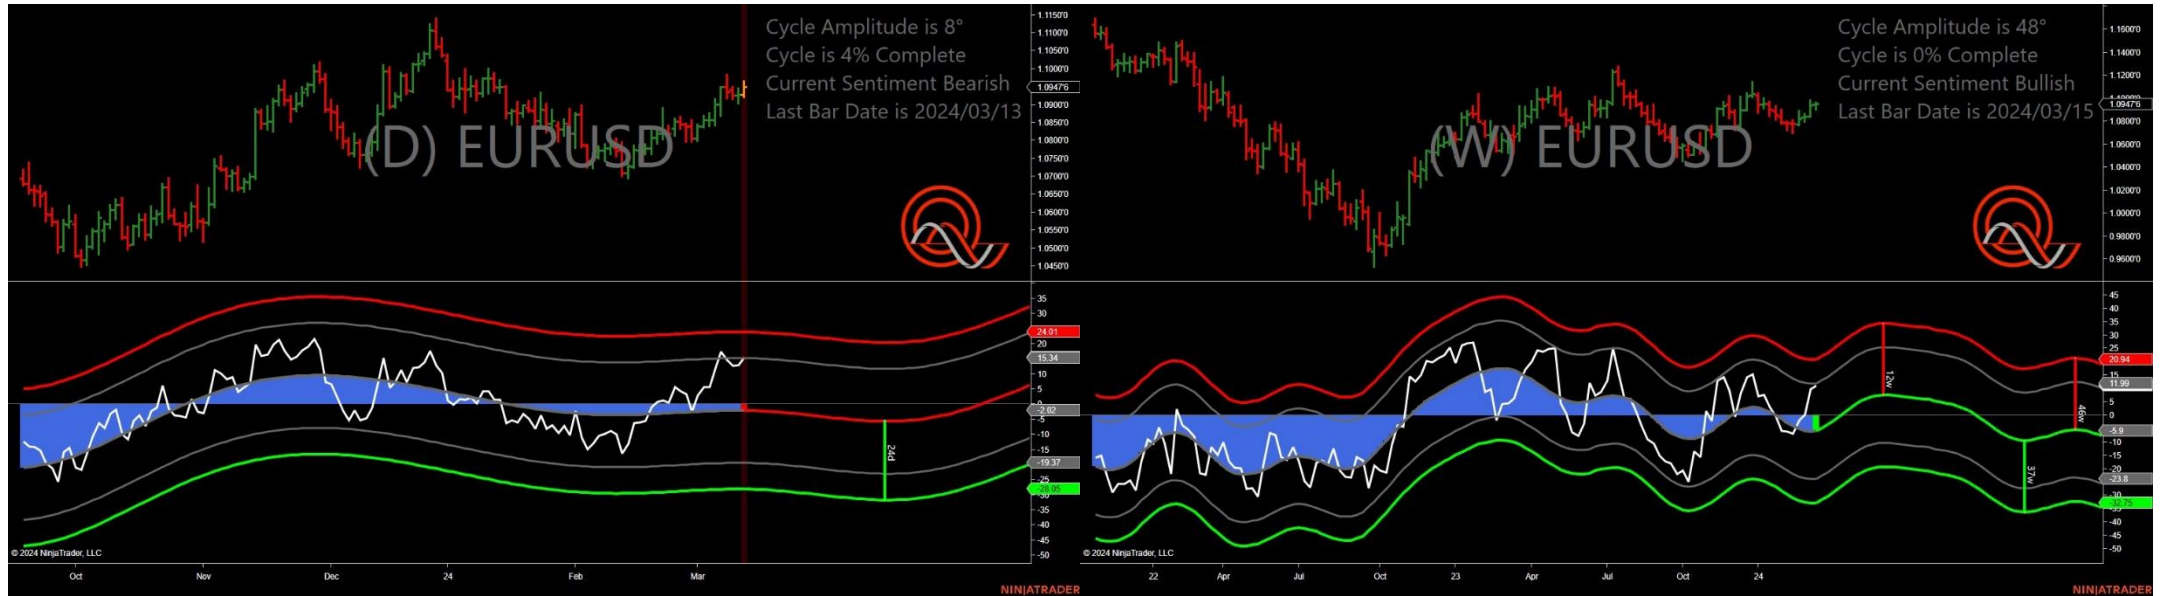 Cycle Amplitude is 8°
Cycle is 4% Complete
Current Sentiment Bearish
Last Bar Date is 2024/03/13
(D) EURUSD
1.1150'0
1.1100'0
1.1050'0
1.1000'0
1.0947'6
1.0900'0
1.0850'0
1.0800'0
1.0750'0
1.0700'0
1.0650'0
1.0600'0
1.0550'0
1.0500'0
1.0450'0
35
24.01
20
15.34
10
5
0
-2.02
-5
-10
-15
-19.37
-25
-28.05
-35
-40
-45
-50
24d
© 2024 NinjaTrader, LLC
Oct
Nov
Dec
24
Feb
Mar
NINJATRADER
Cycle Amplitude is 48°
Cycle is 0% Complete
Current Sentiment Bullish
Last Bar Date is 2024/03/15
(W) EURUSD
1.1600'0
1.1400'0
1.1200'0
1.0947'6
1.0800'0
1.0600'0
1.0400'0
1.0200'0
1.0000'0
0.9800'0
0.9600'0
45
40
35
30
25
20.94
11.99
5
0
-5.9
-10
-15
-23.8
-30
-32.75
-40
-45
-50
12w
37w
46w
© 2024 NinjaTrader, LLC
22
Apr
Jul
Oct
23
Apr
Jul
Oct
24
NINJATRADER